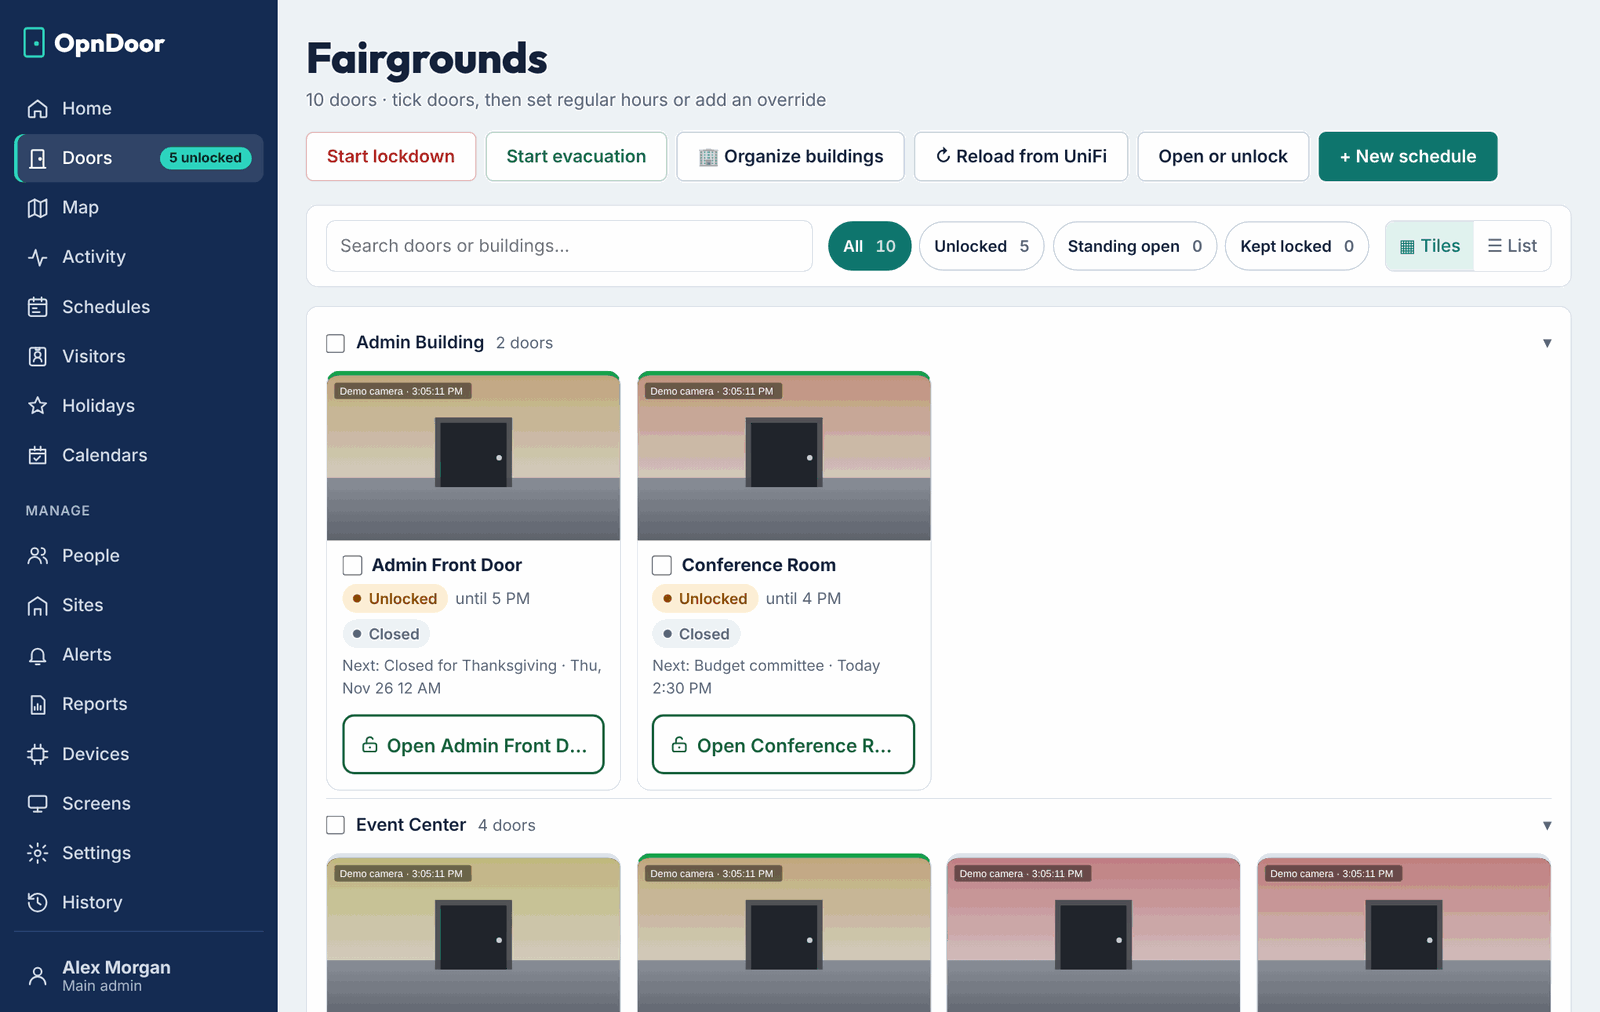 OpnDoor
Home
Doors
5 unlocked
Map
Activity
Schedules
Visitors
Holidays
Calendars
MANAGE
People
Sites
Alerts
Reports
Devices
Screens
Settings
History
Alex Morgan
Main admin
Fairgrounds
10 doors · tick doors, then set regular hours or add an override
Start lockdown
Start evacuation
🏢 Organize buildings
↻ Reload from UniFi
Open or unlock
+ New schedule
Search doors or buildings...
All 10
Unlocked 5
Standing open 0
Kept locked 0
▦ Tiles
☰ List
Admin Building 2 doors
▼
Demo camera · 3:05:11 PM
Admin Front Door
Unlocked until 5 PM
Closed
Next: Closed for Thanksgiving · Thu,
Nov 26 12 AM
Open Admin Front D...
Demo camera · 3:05:11 PM
Conference Room
Unlocked until 4 PM
Closed
Next: Budget committee · Today
2:30 PM
Open Conference R...
Event Center 4 doors
▼
Demo camera · 3:05:11 PM
Demo camera · 3:05:11 PM
Demo camera · 3:05:11 PM
Demo camera · 3:05:11 PM